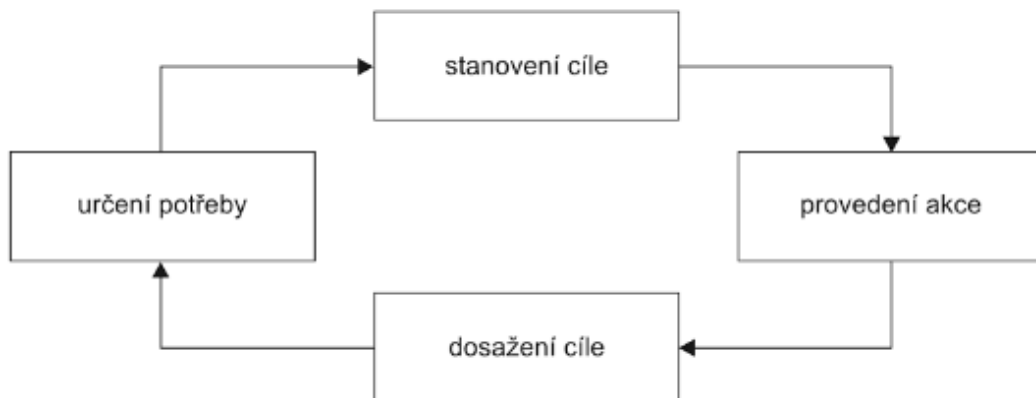 stanovení cíle
určení potřeby
provedení akce
dosažení cíle